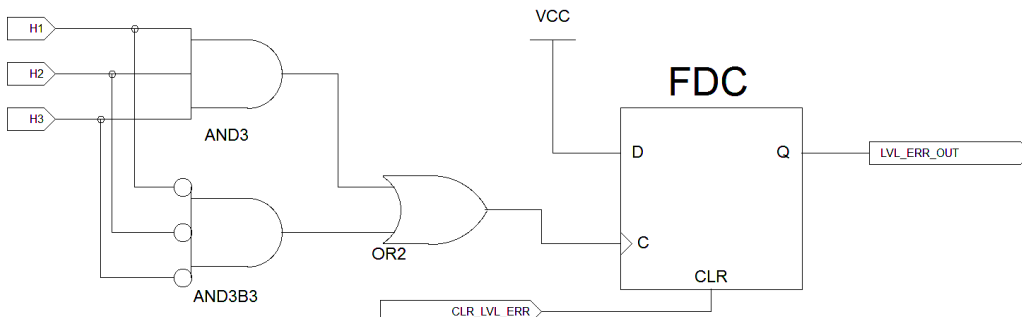 H1
H2
H3
AND3
AND3B3
OR2
VCC
FDC
D
Q
C
CLR
LVL_ERR_OUT
CLR_LVL_ERR